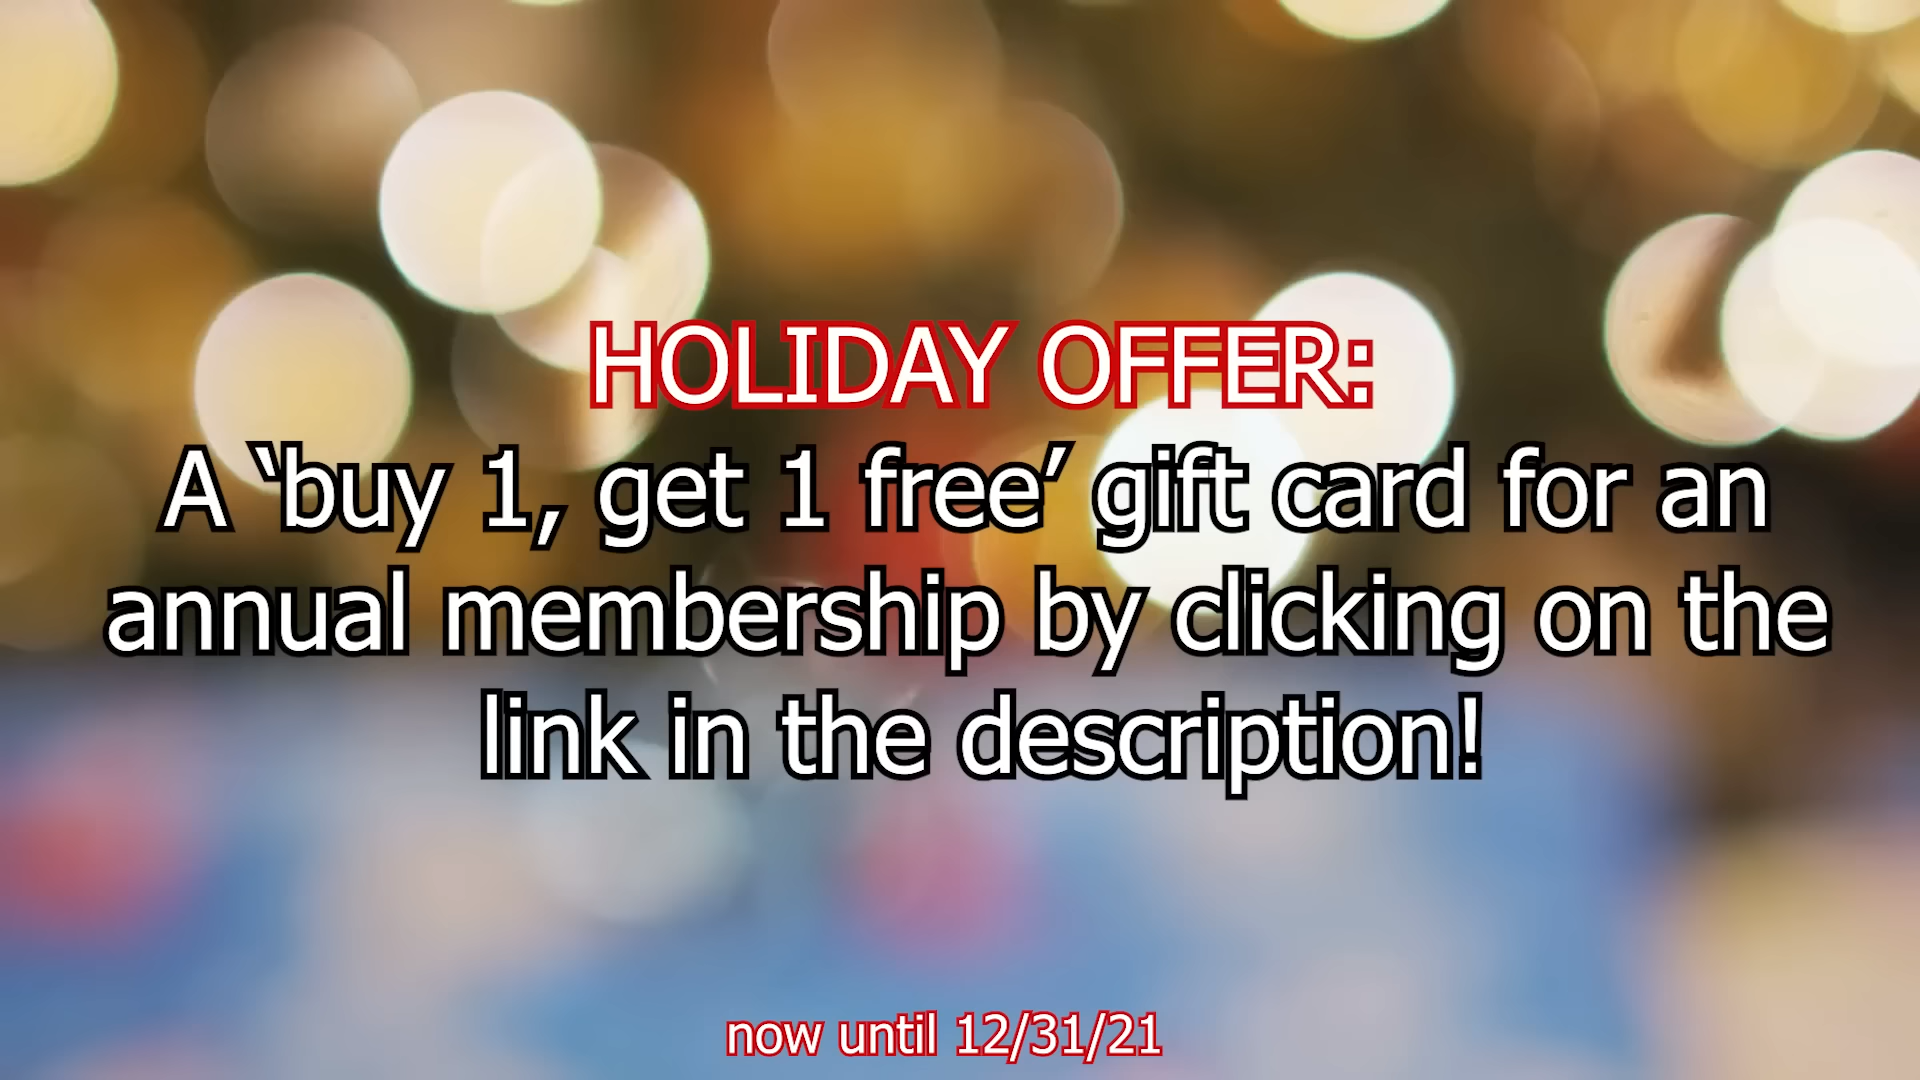 HOLIDAY OFFER:
A ‘buy 1, get 1 free’ gift card for an
annual membership by clicking on the
link in the description!
now until 12/31/21